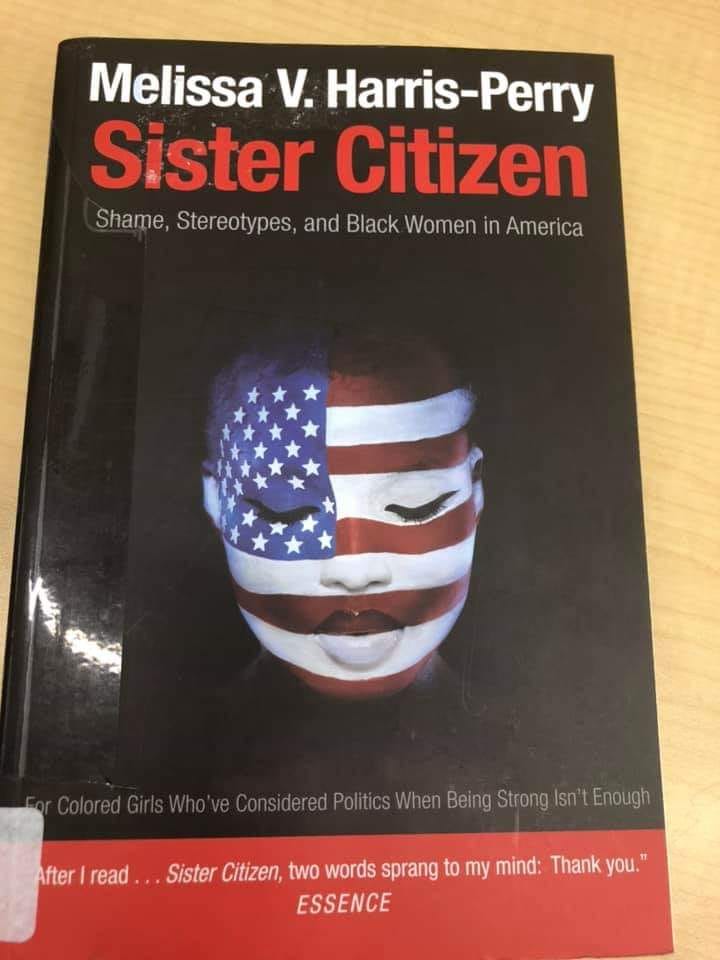 Melissa V. Harris-Perry
Sister Citizen
Shame, Stereotypes, and Black Women in America
For Colored Girls Who've Considered Politics When Being Strong Isn't Enough
After I read . . . Sister Citizen, two words sprang to my mind: Thank you."
ESSENCE